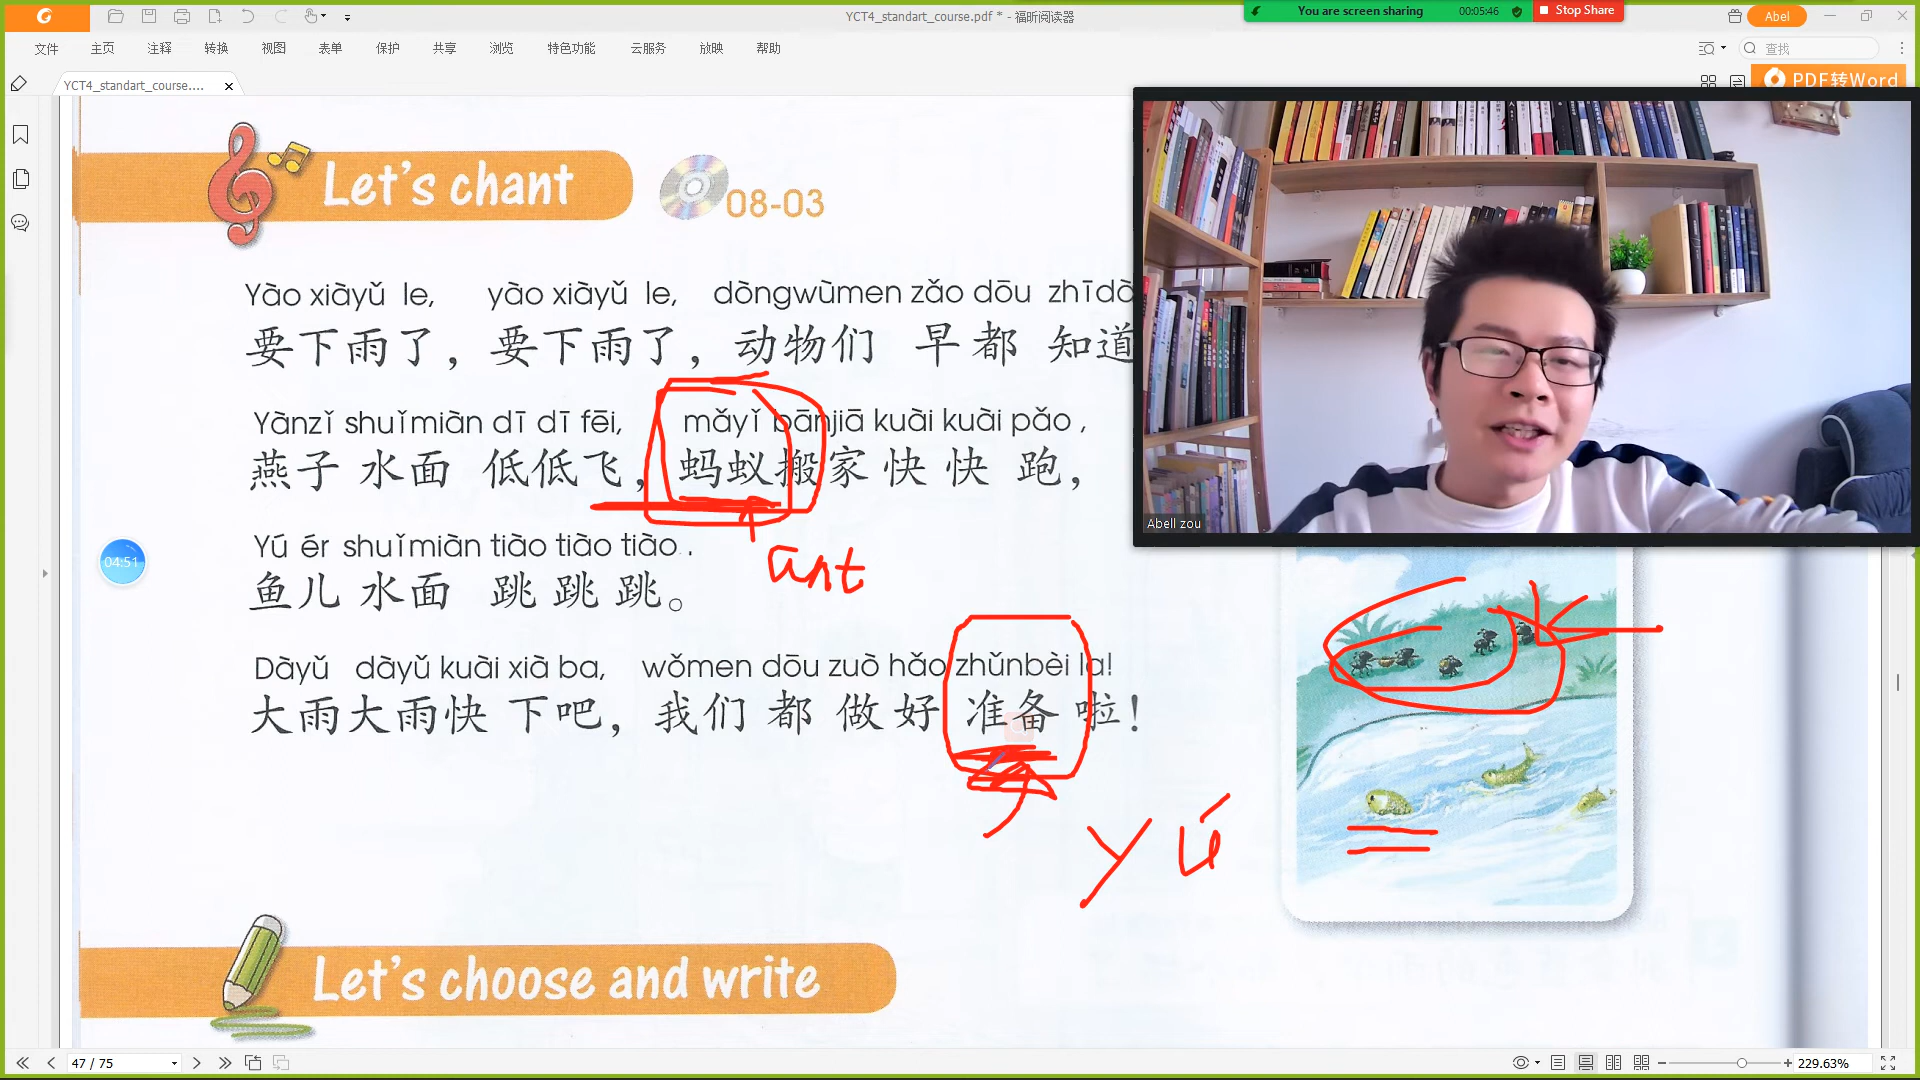 YCT4_standart_course.pdf * - 福昕阅读器
You are screen sharing 00:05:46 Stop Share
Abel
文件 主页 注释 转换 视图 表单 保护 共享 浏览 特色功能 云服务 放映 帮助
查找
YCT4_standart_course....
PDF转Word
Let's chant 08-03
Yào xiàyǔ le, yào xiàyǔ le, dòngwùmen zǎo dōu zhīdò
要下雨了，要下雨了，动物们 早 都 知道
Yànzǐ shuǐmiàn dī dī fēi, mǎyǐ bānjiā kuài kuài pǎo ,
燕子 水面 低低飞，蚂蚁搬家 快 快 跑，
ant
Yú ér shuǐmiàn tiào tiào tiào .
鱼儿 水面 跳 跳 跳。
Dàyǔ dàyǔ kuài xià ba, wǒmen dōu zuò hǎo zhǔnbèi la!
大雨大雨快 下吧，我们 都 做好 准备 啦！
Yú
04:51
Abell zou
Let's choose and write
47 / 75
229.63%